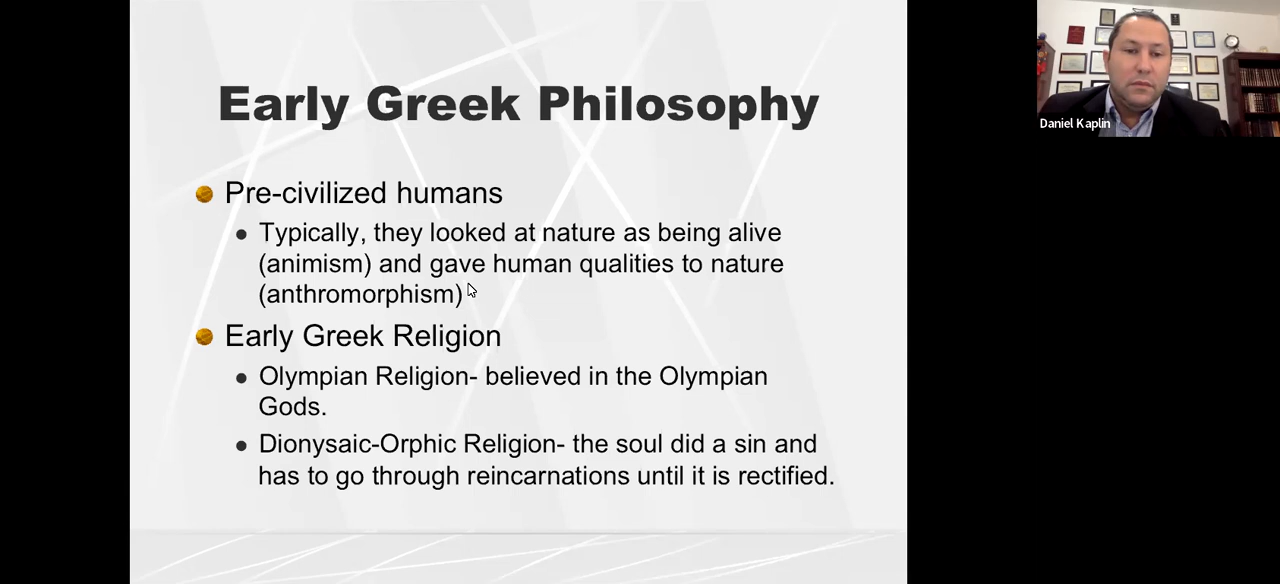 Early Greek Philosophy
Pre-civilized humans
Typically, they looked at nature as being alive
(animism) and gave human qualities to nature
(anthromorphism)
Early Greek Religion
Olympian Religion- believed in the Olympian
Gods.
Dionysaic-Orphic Religion- the soul did a sin and
has to go through reincarnations until it is rectified.
Daniel Kaplin